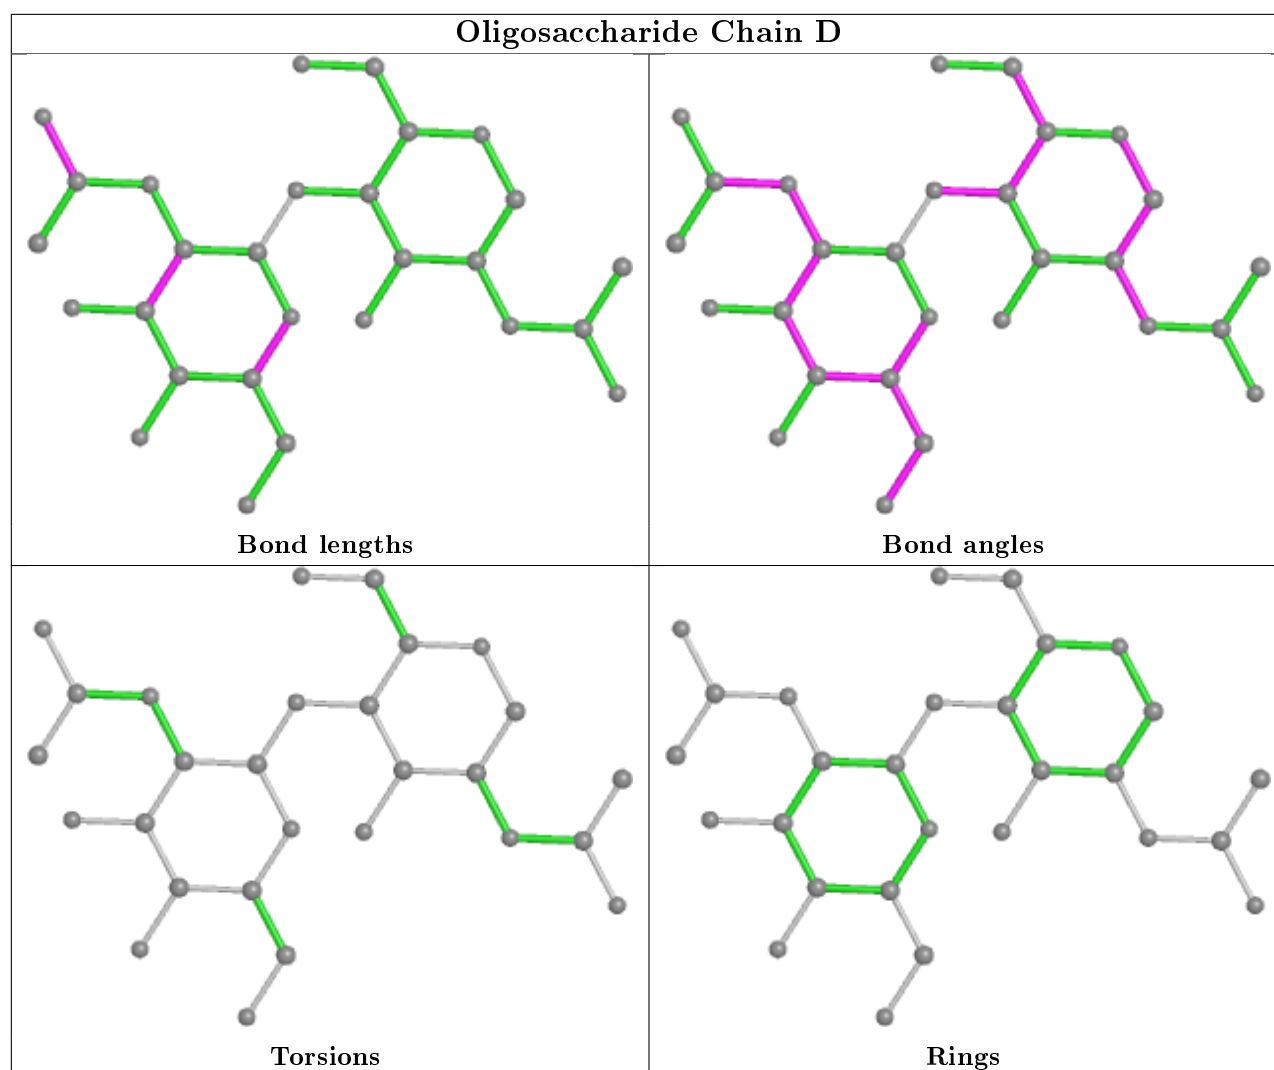 Oligosaccharide Chain D
Bond lengths
Bond angles
Torsions
Rings